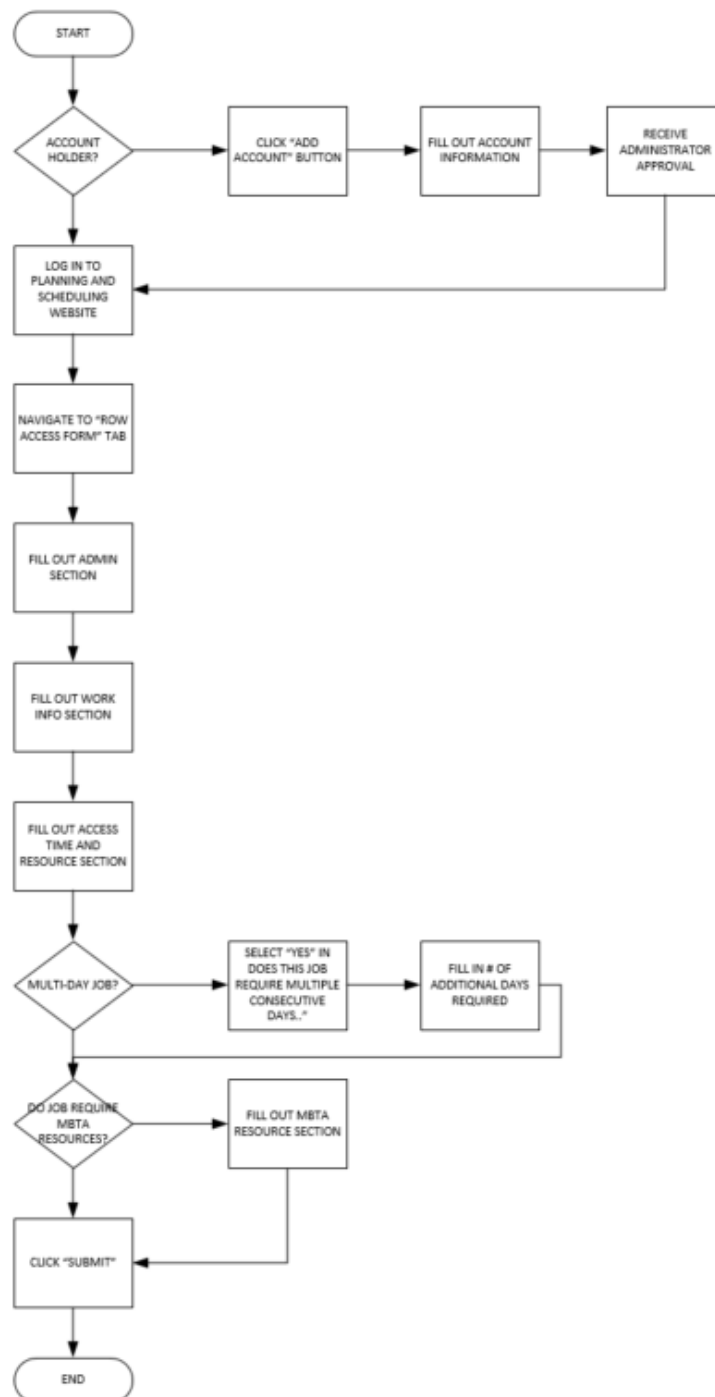 START
ACCOUNT
HOLDER?
CLICK “ADD
ACCOUNT” BUTTON
FILL OUT ACCOUNT
INFORMATION
RECEIVE
ADMINISTRATOR
APPROVAL
LOG IN TO
PLANNING AND
SCHEDULING
WEBSITE
NAVIGATE TO “ROW
ACCESS FORM” TAB
FILL OUT ADMIN
SECTION
FILL OUT WORK
INFO SECTION
FILL OUT ACCESS
TIME AND
RESOURCE SECTION
MULTI-DAY JOB?
SELECT “YES” IN
DOES THIS JOB
REQUIRE MULTIPLE
CONSECUTIVE
DAYS..”
FILL IN # OF
ADDITIONAL DAYS
REQUIRED
DO JOB REQUIRE
MBTA
RESOURCES?
FILL OUT MBTA
RESOURCE SECTION
CLICK “SUBMIT”
END